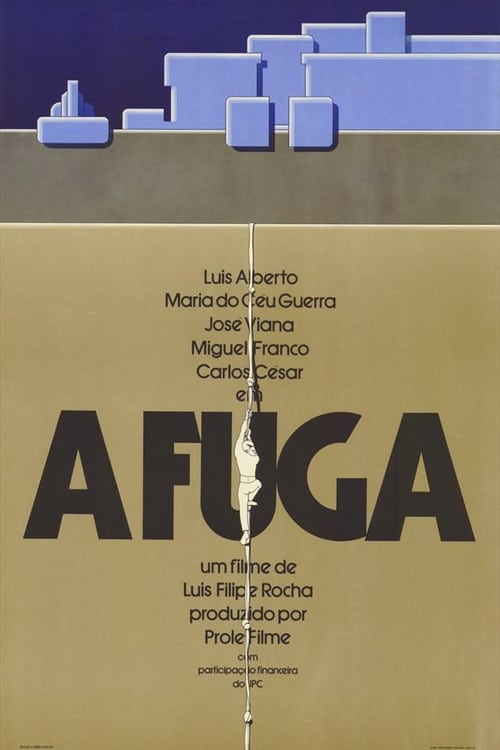 Luis Alberto
Maria do Céu Guerra
José Viana
Miguel Franco
Carlos César
em
A FUGA
um filme de
Luis Filipe Rocha
produzido por
Prole Filme
com
participação financeira
do IPC